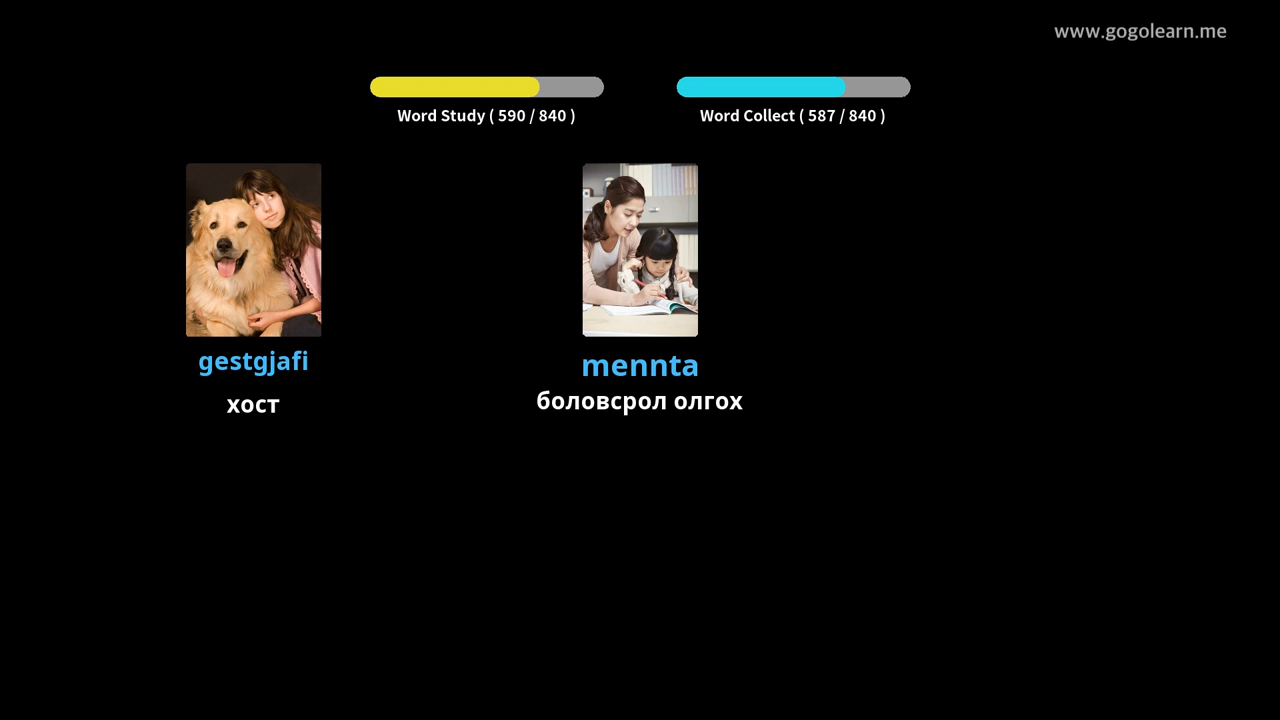 www.gogolearn.me
Word Study ( 590 / 840 )
Word Collect ( 587 / 840 )
gestgjafi
хост
mennta
боловсрол олгох